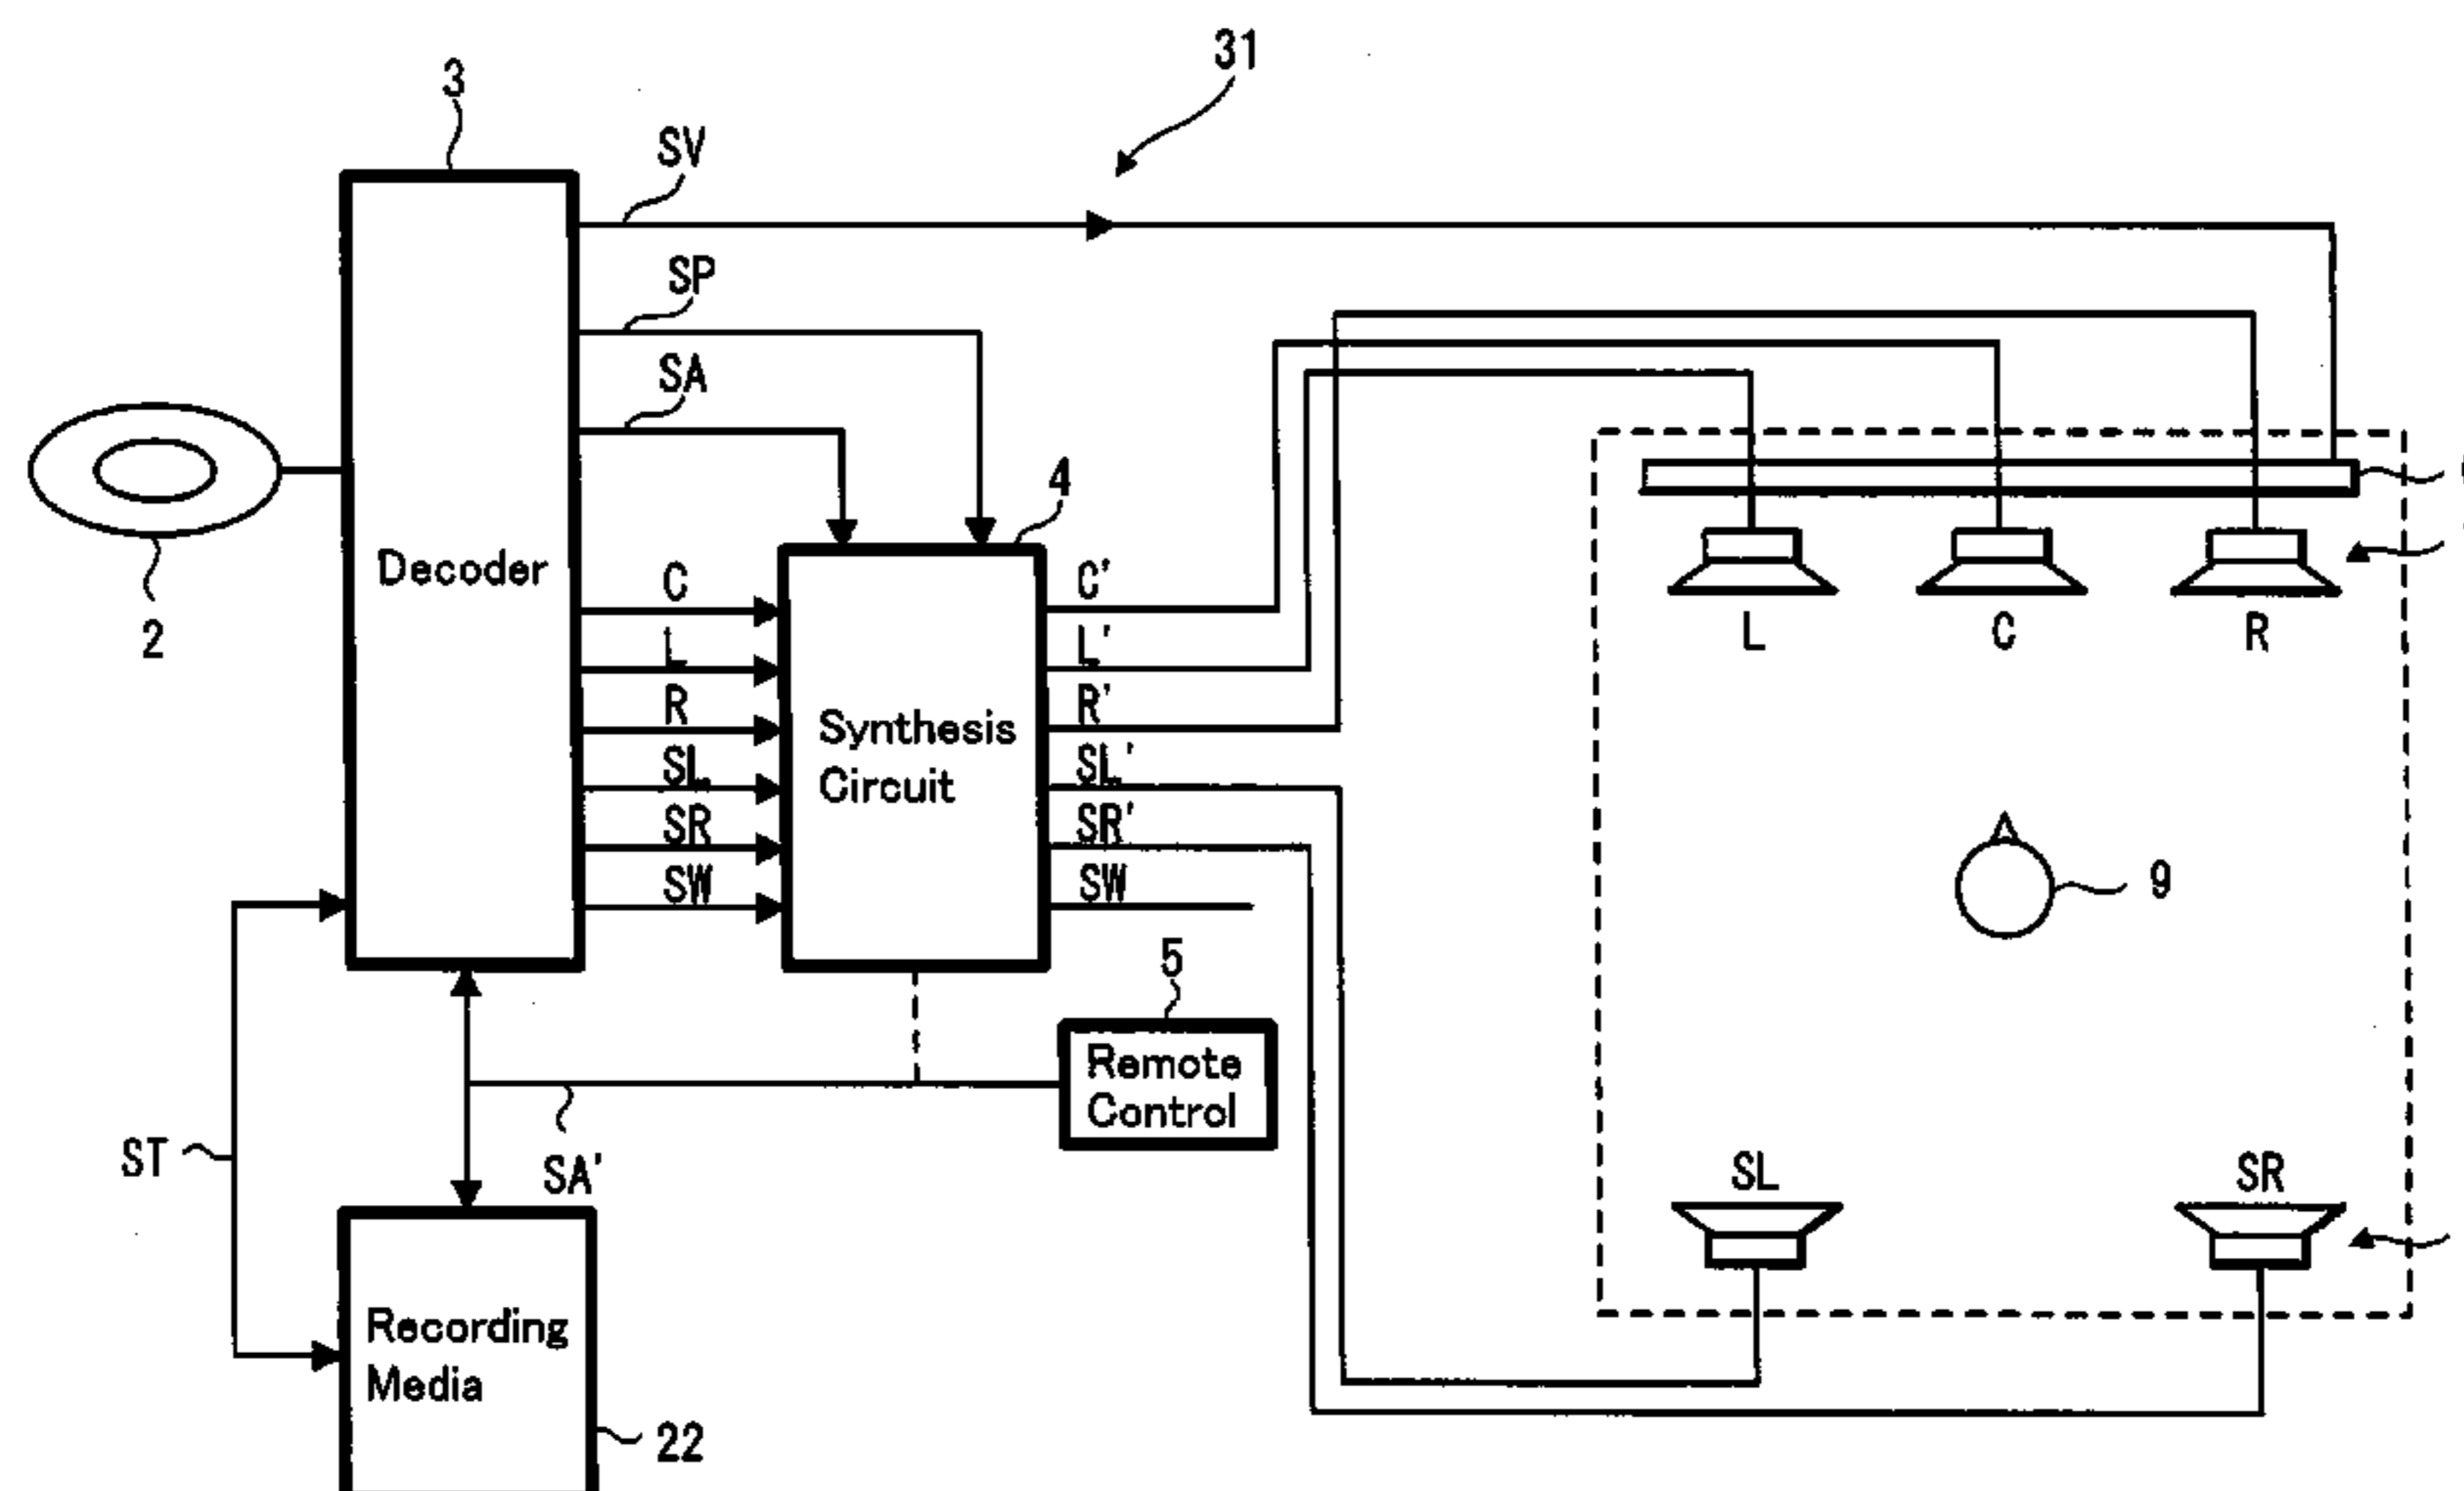 31
3
SV
SP
SA
4
Decoder
2
C
L
R
SL
SR
SW
Synthesis
Circuit
C'
L'
R'
SL'
SR'
SW
L
C
R
9
5
Remote
Control
ST
SA'
SL
SR
Recording
Media
22